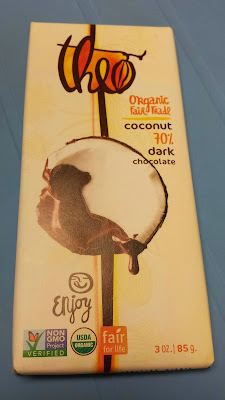 theo
Organic
fair trade
coconut
70%
dark
chocolate
Enjoy
NON
GMO
Project
VERIFIED
USDA
ORGANIC
fair
for life
3 oz. | 85 g.